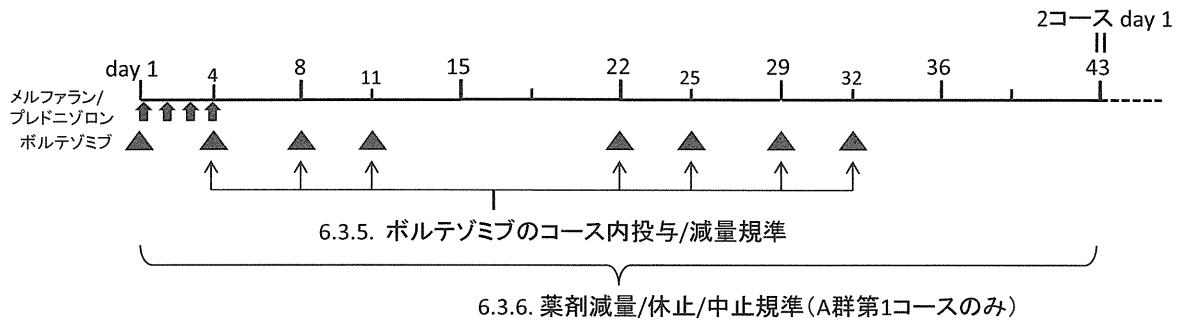 2コース day 1
day 1 4 8 11 15 22 25 29 32 36 43
メルファラン/
プレドニゾロン
ボルテゾミブ
6.3.5. ボルテゾミブのコース内投与/減量規準
6.3.6. 薬剤減量/休止/中止規準(A群第1コースのみ)